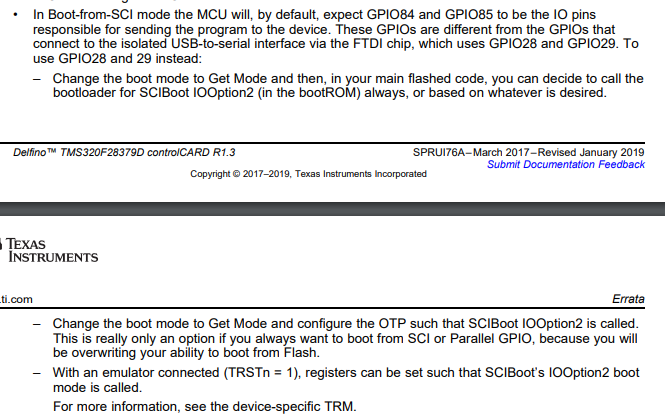 • In Boot-from-SCI mode the MCU will, by default, expect GPIO84 and GPIO85 to be the IO pins
responsible for sending the program to the device. These GPIOs are different from the GPIOs that
connect to the isolated USB-to-serial interface via the FTDI chip, which uses GPIO28 and GPIO29. To
use GPIO28 and 29 instead:
– Change the boot mode to Get Mode and then, in your main flashed code, you can decide to call the
bootloader for SCIBoot IOOption2 (in the bootROM) always, or based on whatever is desired.
Delfino™ TMS320F28379D controlCARD R1.3 SPRUI76A–March 2017–Revised January 2019
Submit Documentation Feedback
Copyright © 2017–2019, Texas Instruments Incorporated
TEXAS
INSTRUMENTS
.ti.com Errata
– Change the boot mode to Get Mode and configure the OTP such that SCIBoot IOOption2 is called.
This is really only an option if you always want to boot from SCI or Parallel GPIO, because you will
be overwriting your ability to boot from Flash.
– With an emulator connected (TRSTn = 1), registers can be set such that SCIBoot's IOOption2 boot
mode is called.
For more information, see the device-specific TRM.